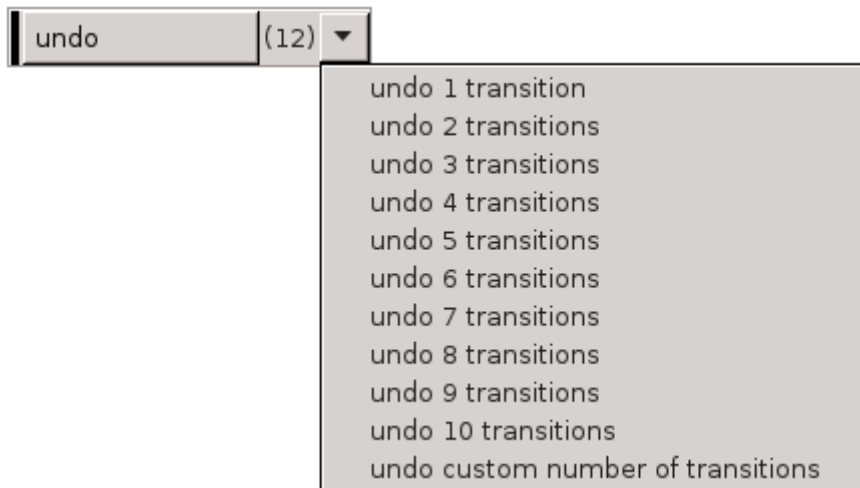 undo (12)
undo 1 transition
undo 2 transitions
undo 3 transitions
undo 4 transitions
undo 5 transitions
undo 6 transitions
undo 7 transitions
undo 8 transitions
undo 9 transitions
undo 10 transitions
undo custom number of transitions